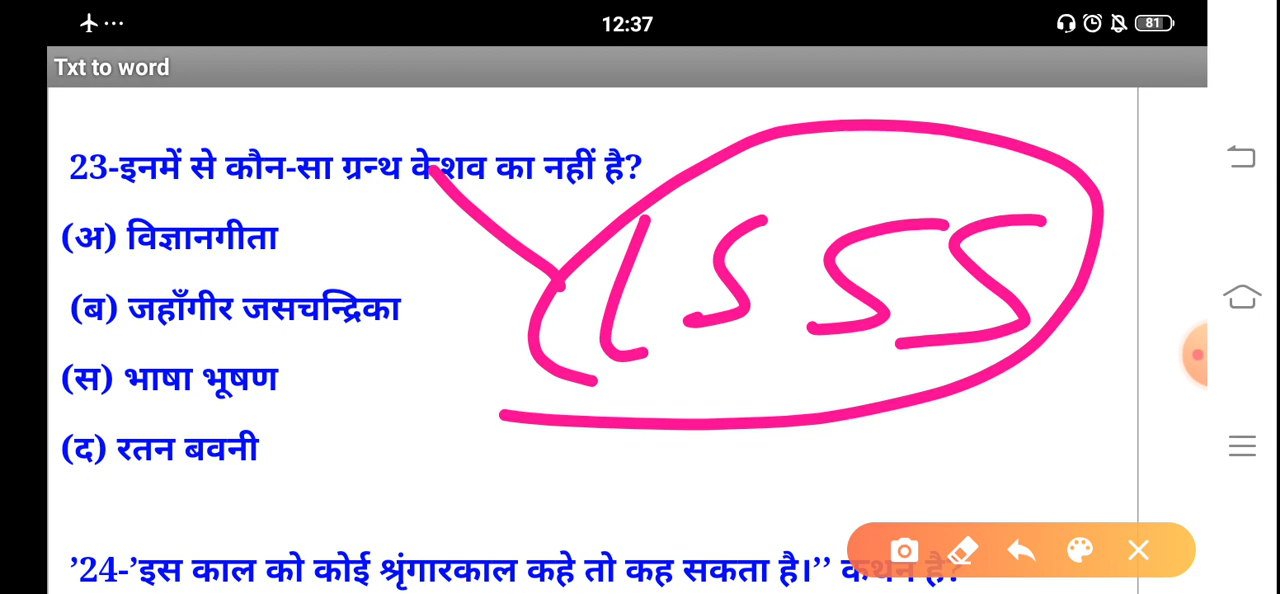 12:37
81
Txt to word
23-इनमें से कौन-सा ग्रन्थ केशव का नहीं है?
(अ) विज्ञानगीता
(ब) जहाँगीर जसचन्द्रिका
(स) भाषा भूषण
(द) रतन बवनी
1555
’24-’इस काल को कोई श्रृंगारकाल कहे तो कह सकता है।’’ कथन है?